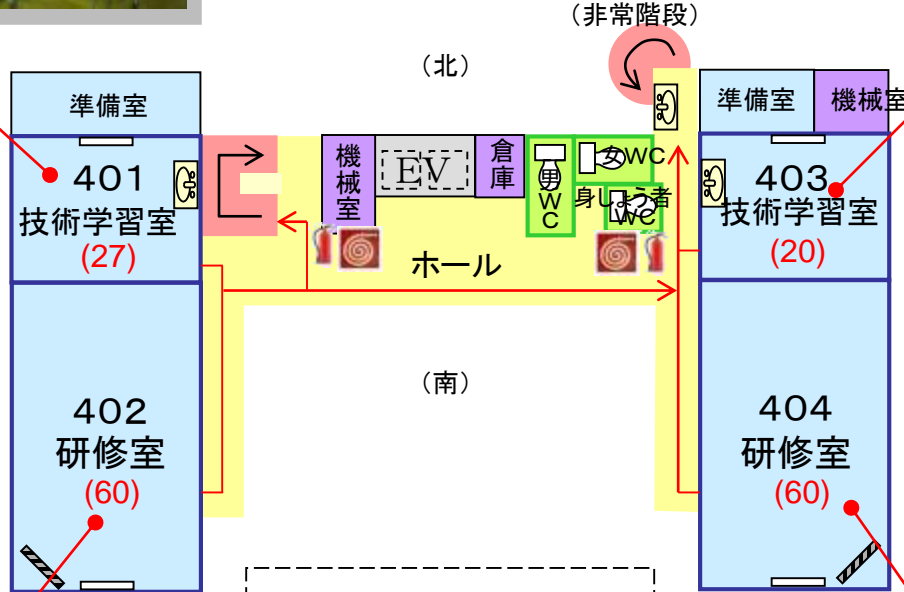 （非常階段）
（北）
準備室
準備室
機械室
401
技術学習室
(27)
機械室
EV
倉庫
男WC
女WC
身しょう者
WC
403
技術学習室
(20)
ホール
（南）
402
研修室
(60)
404
研修室
(60)